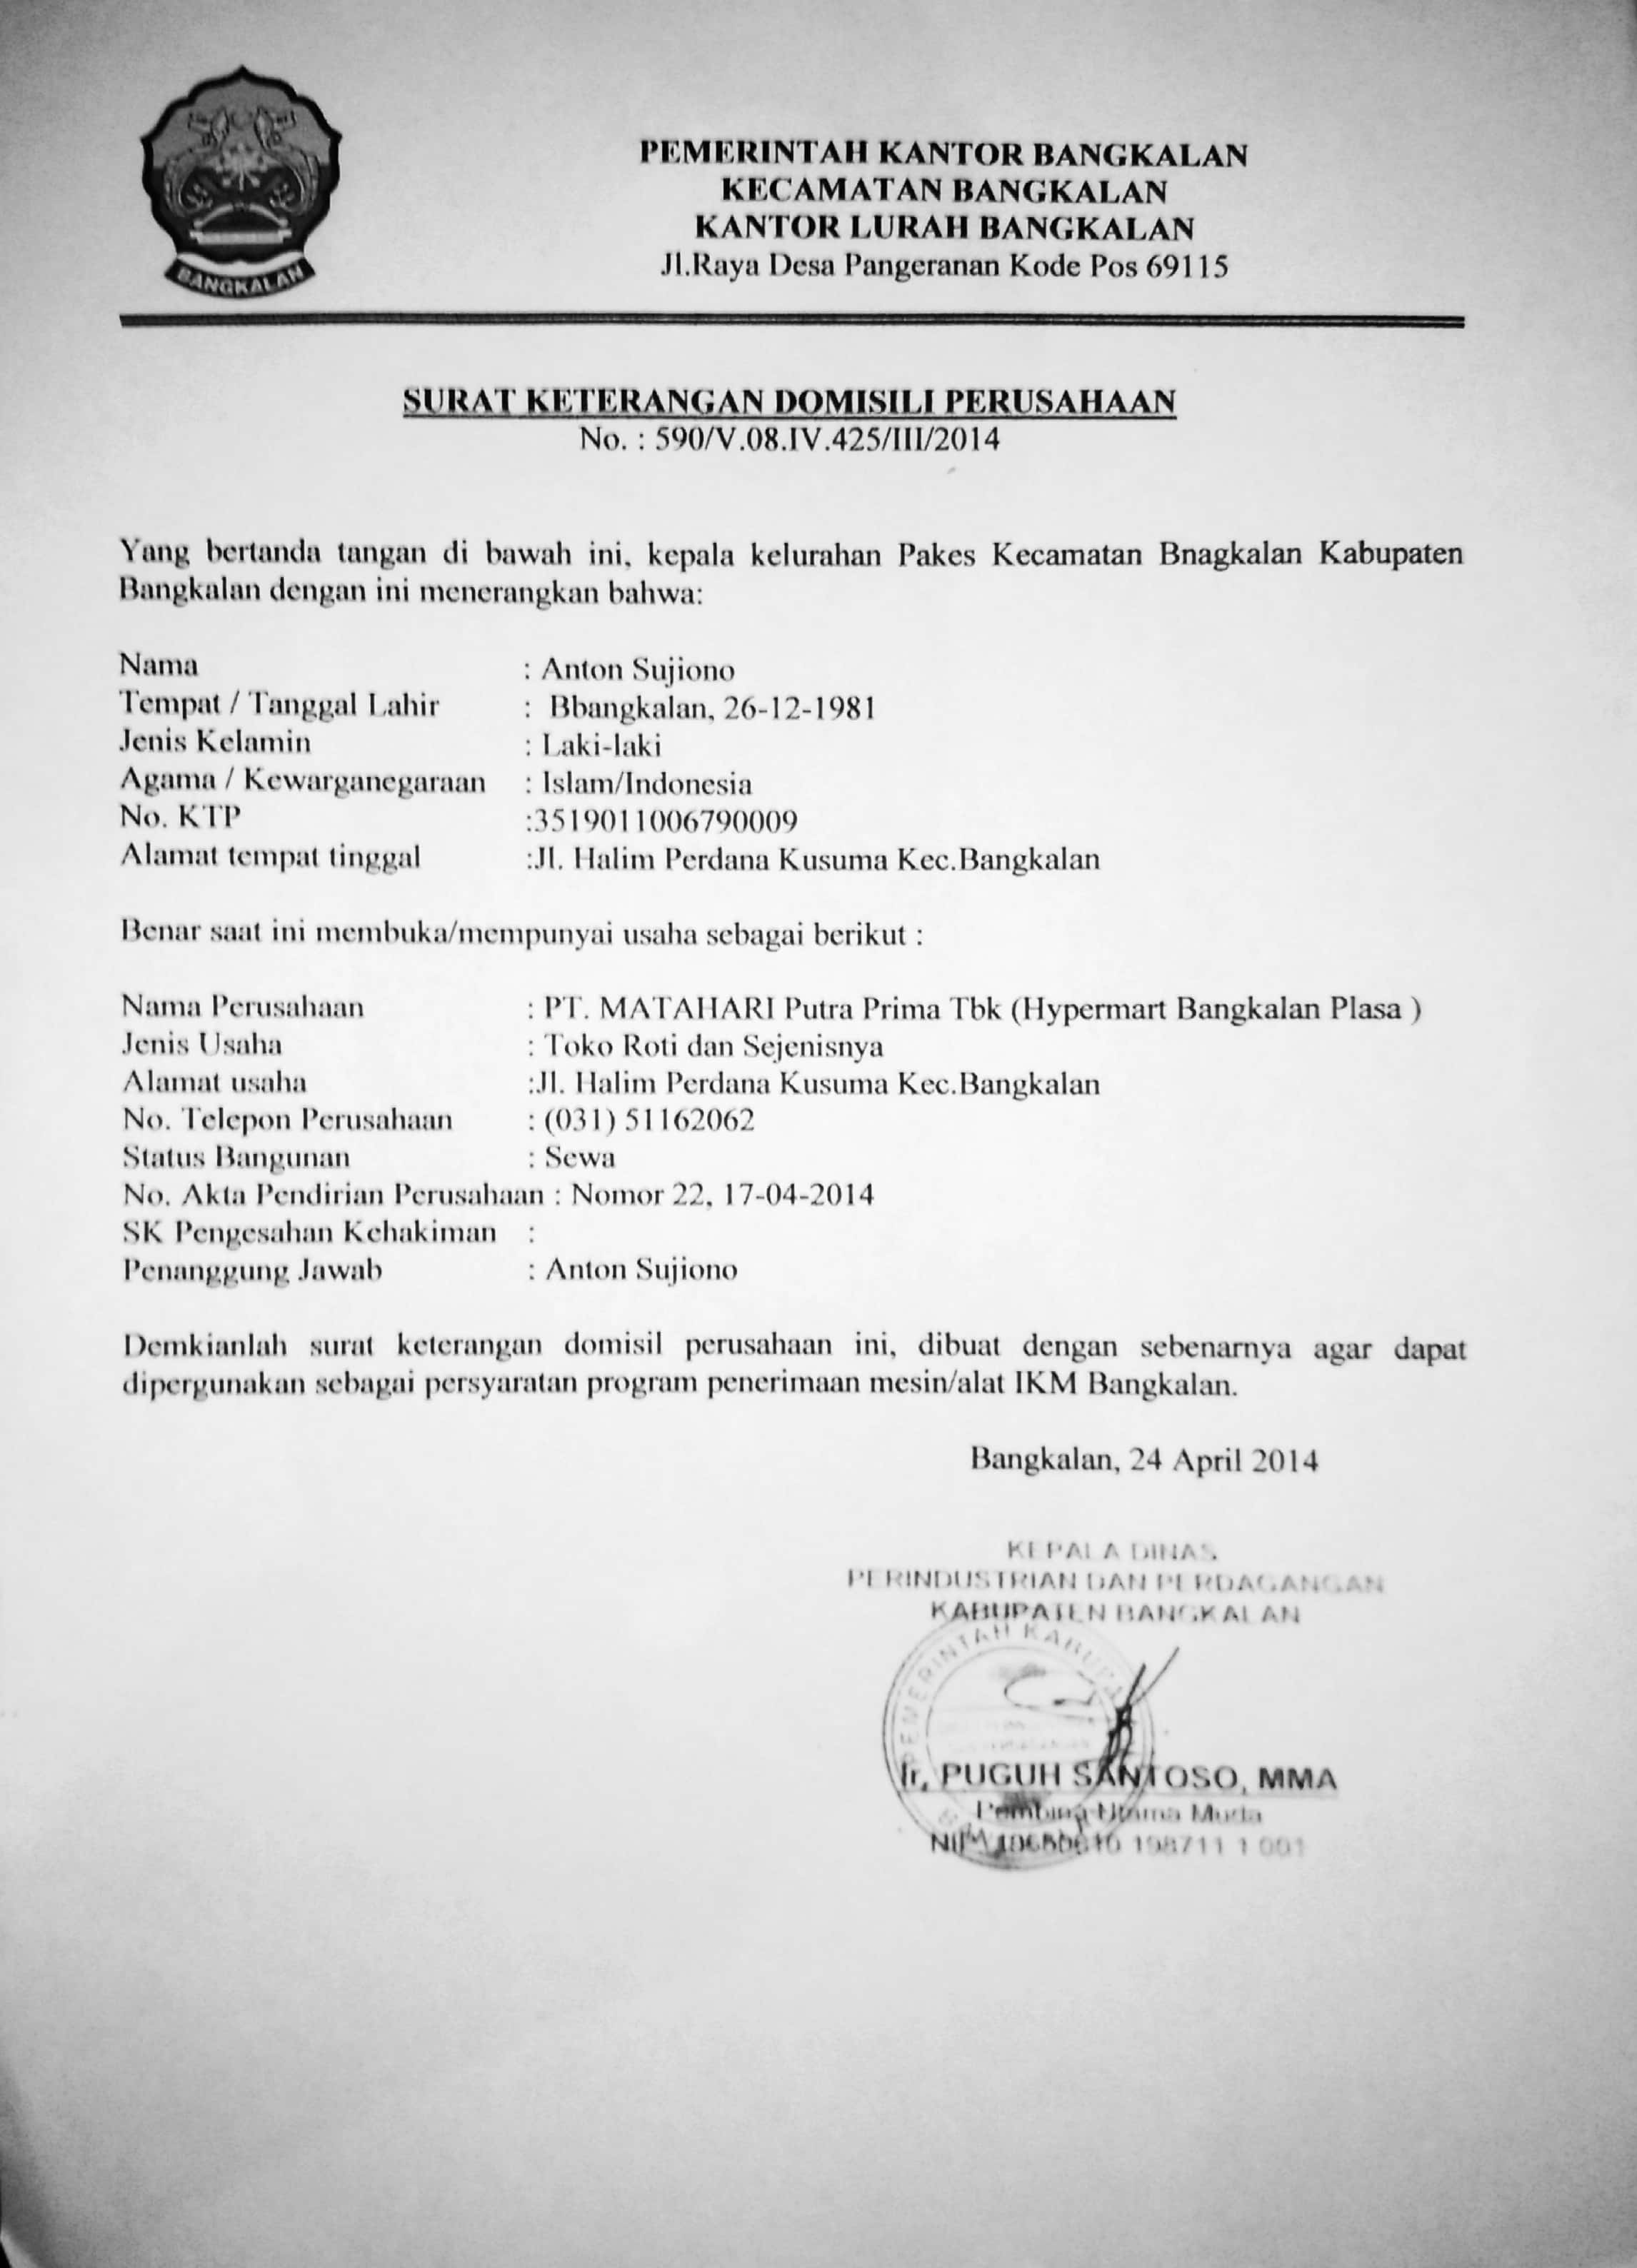 BANGKALAN
PEMERINTAH KANTOR BANGKALAN
KECAMATAN BANGKALAN
KANTOR LURAH BANGKALAN
Jl.Raya Desa Pangeranan Kode Pos 69115
SURAT KETERANGAN DOMISILI PERUSAHAAN
No. : 590/V.08.IV.425/III/2014
Yang bertanda tangan di bawah ini, kepala kelurahan Pakes Kecamatan Bnagkalan Kabupaten
Bangkalan dengan ini menerangkan bahwa:
Nama : Anton Sujiono
Tempat / Tanggal Lahir : Bbangkalan, 26-12-1981
Jenis Kelamin : Laki-laki
Agama / Kewarganegaraan : Islam/Indonesia
No. KTP :3519011006790009
Alamat tempat tinggal :Jl. Halim Perdana Kusuma Kec.Bangkalan
Benar saat ini membuka/mempunyai usaha sebagai berikut :
Nama Perusahaan : PT. MATAHARI Putra Prima Tbk (Hypermart Bangkalan Plasa )
Jenis Usaha : Toko Roti dan Sejenisnya
Alamat usaha :Jl. Halim Perdana Kusuma Kec.Bangkalan
No. Telepon Perusahaan : (031) 51162062
Status Bangunan : Sewa
No. Akta Pendirian Perusahaan : Nomor 22, 17-04-2014
SK Pengesahan Kehakiman :
Penanggung Jawab : Anton Sujiono
Demkianlah surat keterangan domisil perusahaan ini, dibuat dengan sebenarnya agar dapat
dipergunakan sebagai persyaratan program penerimaan mesin/alat IKM Bangkalan.
Bangkalan, 24 April 2014
KEPALA DINAS
PERINDUSTRIAN DAN PERDAGANGAN
KABUPATEN BANGKALAN
PEMERINTAH
Ir. PUGUH SANTOSO, MMA
Pembina Utama Muda
198711 1 001